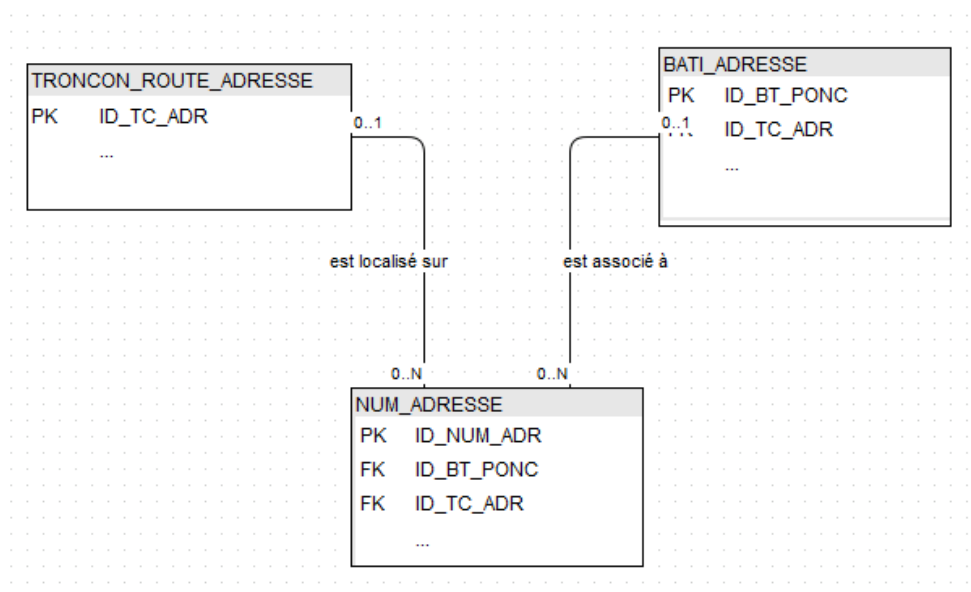 TRONCON_ROUTE_ADRESSE
PK ID_TC_ADR
...
0..1
BATI_ADRESSE
PK ID_BT_PONC
0..1 ID_TC_ADR
...
est localisé sur
est associé à
0..N
0..N
NUM_ADRESSE
PK ID_NUM_ADR
FK ID_BT_PONC
FK ID_TC_ADR
...